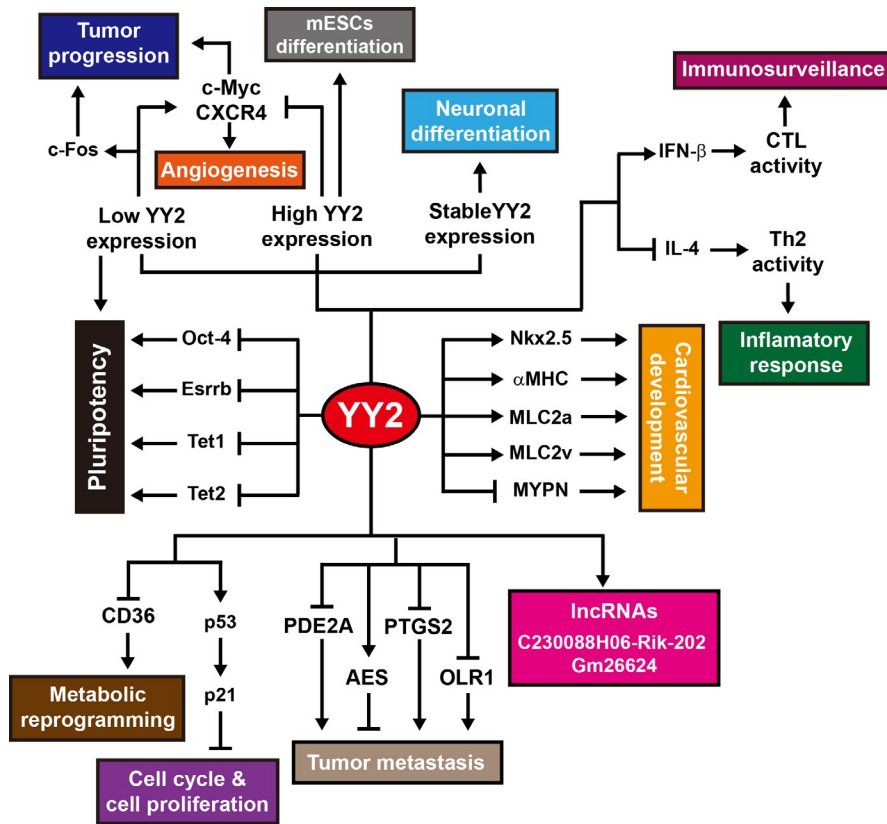 Tumor
progression
mESCs
differentiation
Immunosurveillance
c-Myc
CXCR4
Neuronal
differentiation
c-Fos
Angiogenesis
IFN-β
CTL
activity
Low YY2
expression
High YY2
expression
StableYY2
expression
IL-4
Th2
activity
Pluripotency
Oct-4
Esrrb
Tet1
Tet2
YY2
Nkx2.5
αMHC
MLC2a
MLC2v
MYPN
Cardiovascular
development
Inflamatory
response
CD36
p53
p21
PDE2A
AES
PTGS2
OLR1
lncRNAs
C230088H06-Rik-202
Gm26624
Metabolic
reprogramming
Cell cycle &
cell proliferation
Tumor metastasis